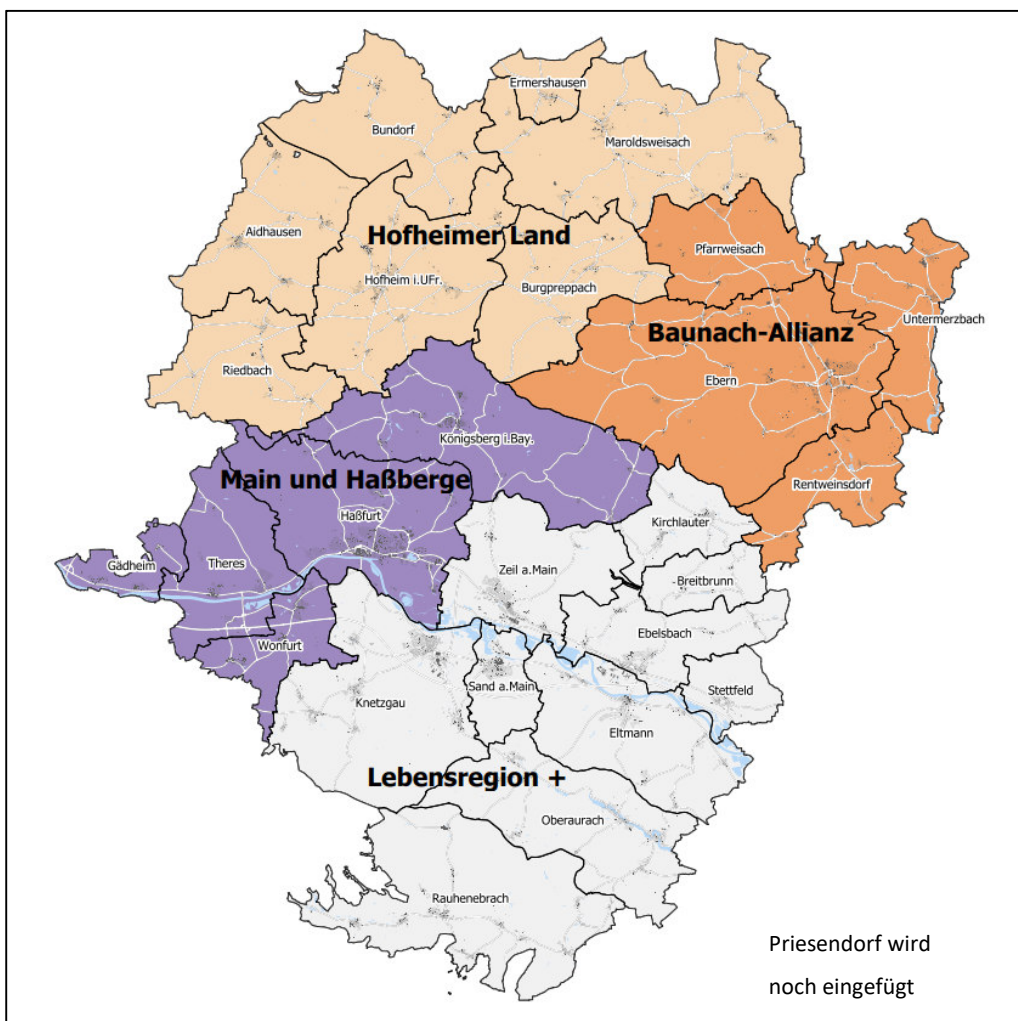 Ermershausen
Bundorf
Maroldsweisach
Aidhausen
Hofheimer Land
Pfarrweisach
Hofheim i.UFr.
Burgpreppach
Untermerzbach
Baunach-Allianz
Riedbach
Ebern
Königsberg i.Bay.
Main und Haßberge
Rentweinsdorf
Haßfurt
Kirchlauter
Gädheim
Theres
Zeil a.Main
Breitbrunn
Ebelsbach
Wonfurt
Sand a.Main
Stettfeld
Knetzgau
Eltmann
Lebensregion +
Oberaurach
Rauhenebrach
Priesendorf wird
noch eingefügt